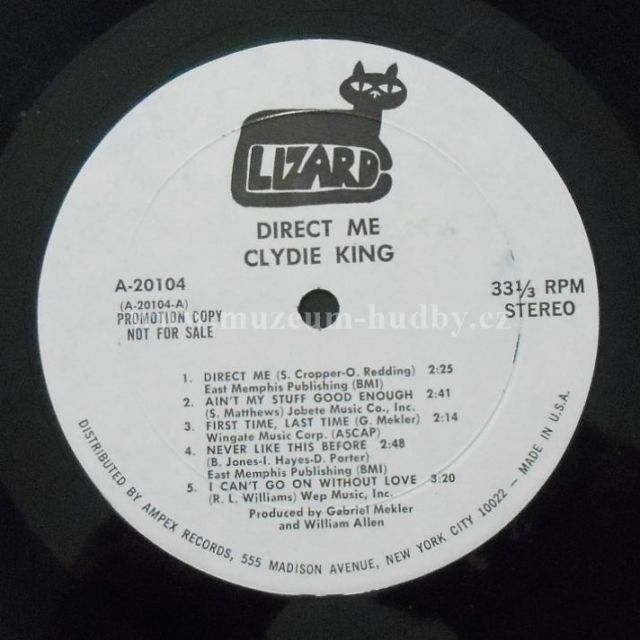 LIZARD
DIRECT ME
CLYDIE KING
A-20104
(A-20104-A)
PROMOTION COPY
NOT FOR SALE
33⅓ RPM
STEREO
www.muzeum-hudby.cz
1. DIRECT ME (S. Cropper-O. Redding) 2:25
East Memphis Publishing (BMI)
2. AIN'T MY STUFF GOOD ENOUGH 2:41
(S. Matthews) Jobete Music Co., Inc.
3. FIRST TIME, LAST TIME (G. Mekler) 2:14
Wingate Music Corp. (ASCAP)
4. NEVER LIKE THIS BEFORE 2:48
(B. Jones-I. Hayes-D. Porter)
East Memphis Publishing (BMI)
5. I CAN'T GO ON WITHOUT LOVE 3:20
(R. L. Williams) Wep Music, Inc.
Produced by Gabriel Mekler
and William Allen
DISTRIBUTED BY AMPEX RECORDS, 555 MADISON AVENUE, NEW YORK CITY 10022 — MADE IN U.S.A.